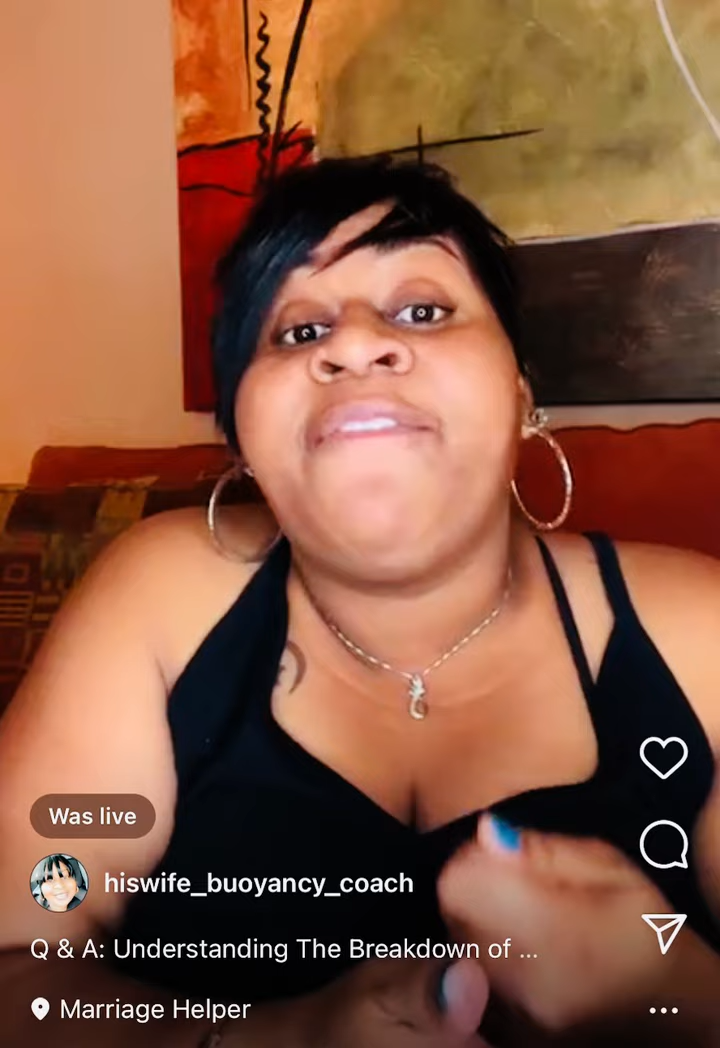 Was live
hiswife_buoyancy_coach
Q & A: Understanding The Breakdown of ...
Marriage Helper